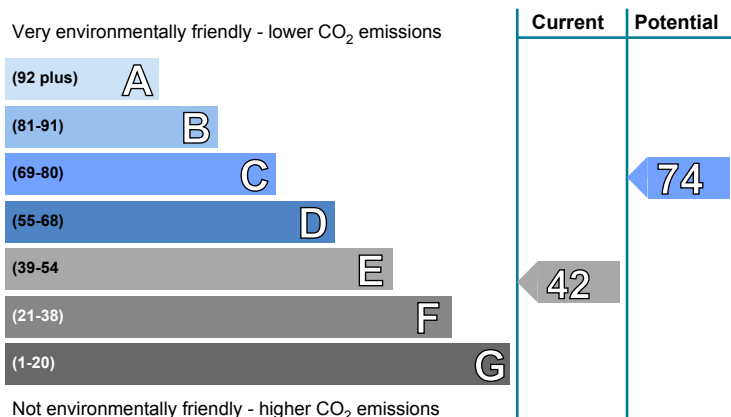 Very environmentally friendly - lower CO₂ emissions
Current Potential
(92 plus) A
(81-91) B
(69-80) C
74
(55-68) D
(39-54 E
42
(21-38) F
(1-20) G
Not environmentally friendly - higher CO₂ emissions